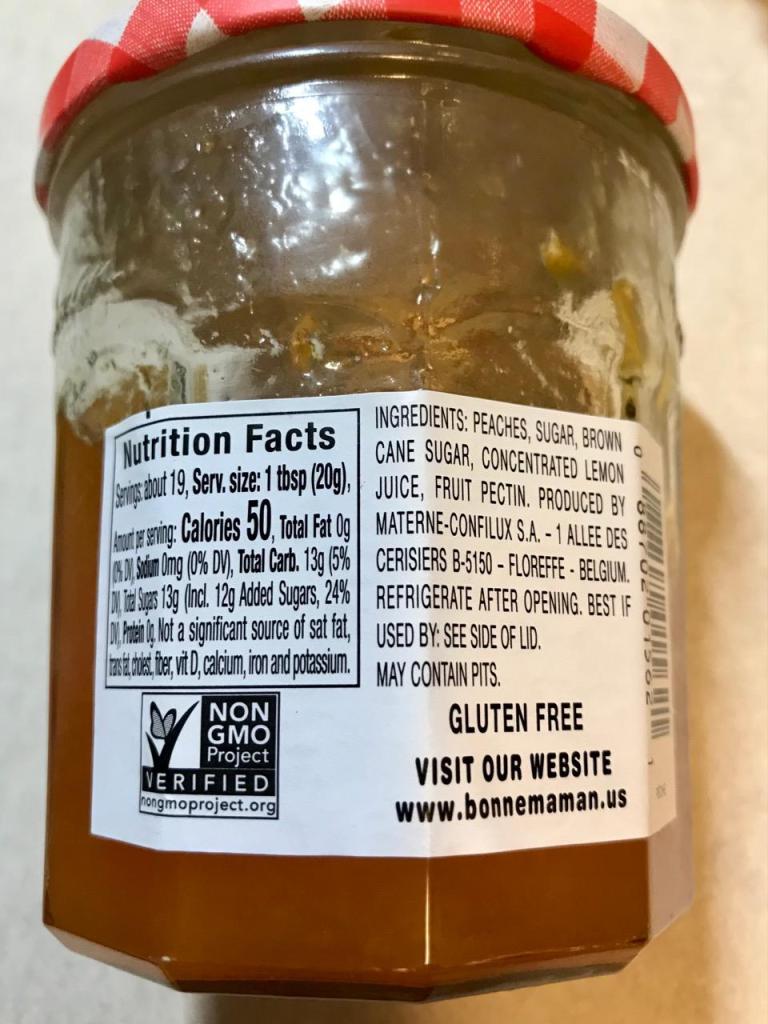 Nutrition Facts
Servings: about 19, Serv. size: 1 tbsp (20g),
Amount per serving: Calories 50, Total Fat 0g
(0% DV), Sodium 0mg (0% DV), Total Carb. 13g (5%
DV), Total Sugars 13g (Incl. 12g Added Sugars, 24%
DV), Protein 0g. Not a significant source of sat fat,
trans fat, cholest., fiber, vit D, calcium, iron and potassium.
NON
GMO
Project
VERIFIED
nongmoproject.org
INGREDIENTS: PEACHES, SUGAR, BROWN
CANE SUGAR, CONCENTRATED LEMON
JUICE, FRUIT PECTIN. PRODUCED BY
MATERNE-CONFILUX S.A. - 1 ALLEE DES
CERISIERS B-5150 - FLOREFFE - BELGIUM.
REFRIGERATE AFTER OPENING. BEST IF
USED BY: SEE SIDE OF LID.
MAY CONTAIN PITS.
GLUTEN FREE
VISIT OUR WEBSITE
www.bonnemaman.us